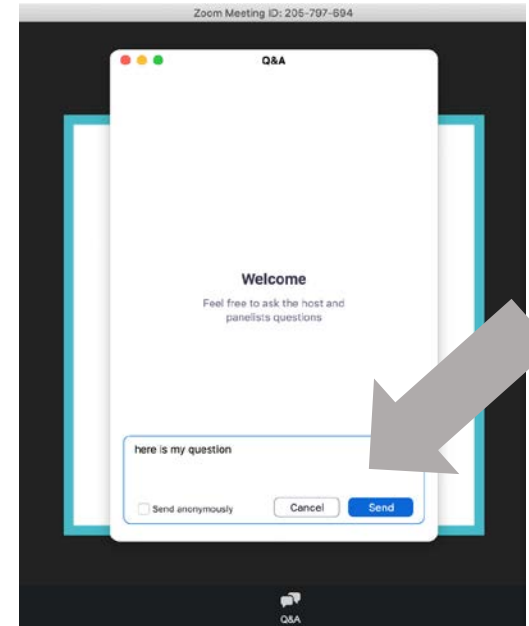 Zoom Meeting ID: 205-797-694
Q&A
Welcome
Feel free to ask the host and
panelists questions
here is my question
Send anonymously Cancel Send
Q&A